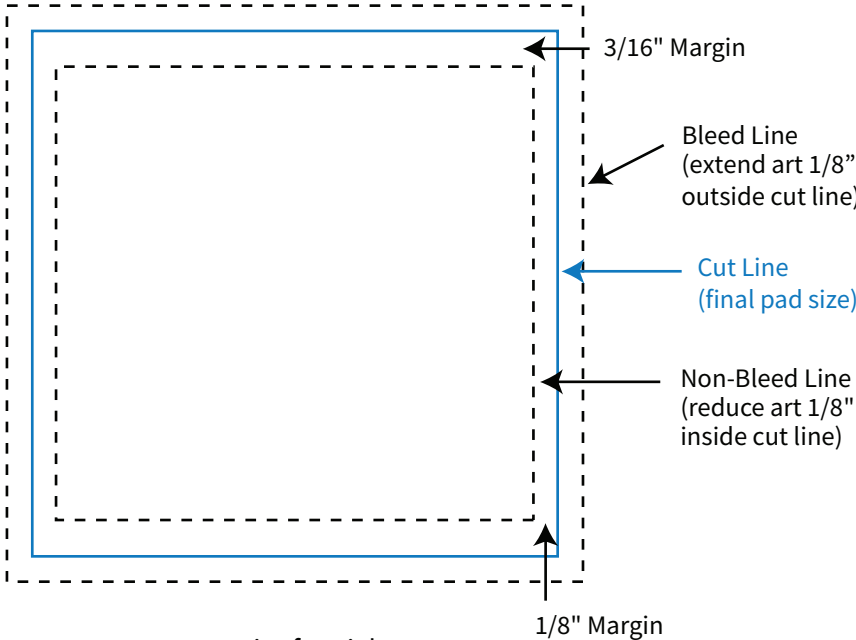 3/16" Margin
Bleed Line
(extend art 1/8”
outside cut line)
Cut Line
(final pad size)
Non-Bleed Line
(reduce art 1/8"
inside cut line)
1/8" Margin